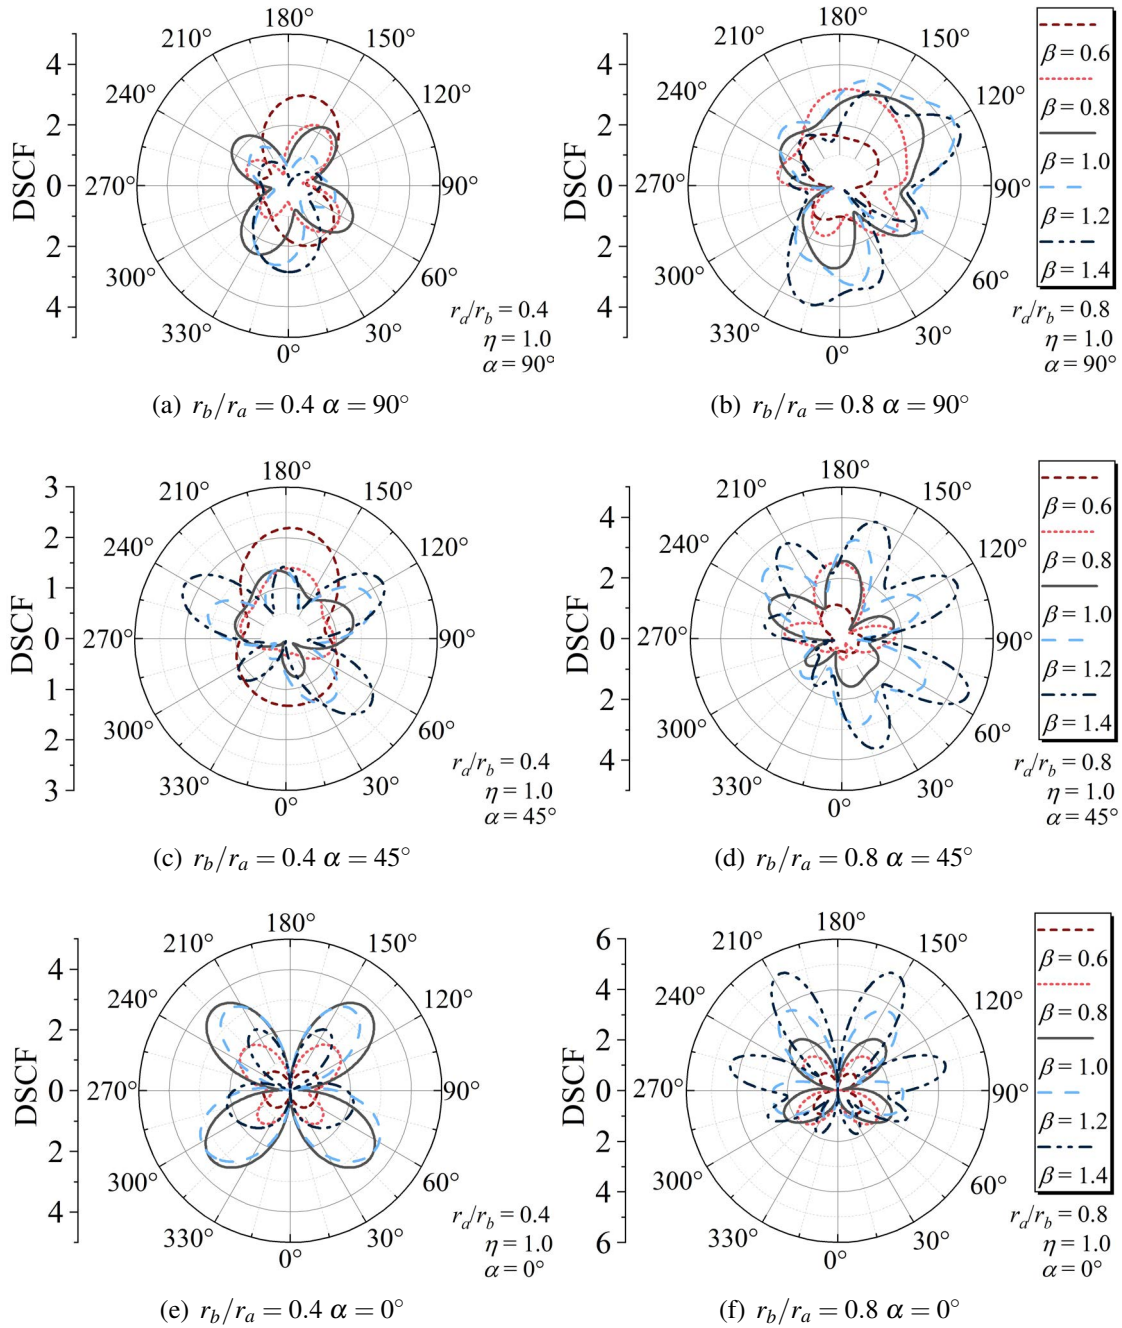 180°
210° 150°
240° 120°
270° 90°
300° 60°
330° 30°
0°
4
2
0
2
4
DSCF
r_d/r_b = 0.4
η = 1.0
α = 90°
(a) r_b/r_a = 0.4 α = 90°
180°
210° 150°
240° 120°
270° 90°
300° 60°
330° 30°
0°
4
2
0
2
4
DSCF
β = 0.6
β = 0.8
β = 1.0
β = 1.2
β = 1.4
r_d/r_b = 0.8
η = 1.0
α = 90°
(b) r_b/r_a = 0.8 α = 90°
180°
210° 150°
240° 120°
270° 90°
300° 60°
330° 30°
0°
3
2
1
0
1
2
3
DSCF
r_d/r_b = 0.4
η = 1.0
α = 45°
(c) r_b/r_a = 0.4 α = 45°
180°
210° 150°
240° 120°
270° 90°
300° 60°
330° 30°
0°
4
2
0
2
4
DSCF
β = 0.6
β = 0.8
β = 1.0
β = 1.2
β = 1.4
r_d/r_b = 0.8
η = 1.0
α = 45°
(d) r_b/r_a = 0.8 α = 45°
180°
210° 150°
240° 120°
270° 90°
300° 60°
330° 30°
0°
4
2
0
2
4
DSCF
r_d/r_b = 0.4
η = 1.0
α = 0°
(e) r_b/r_a = 0.4 α = 0°
180°
210° 150°
240° 120°
270° 90°
300° 60°
330° 30°
0°
6
4
2
0
2
4
6
DSCF
β = 0.6
β = 0.8
β = 1.0
β = 1.2
β = 1.4
r_d/r_b = 0.8
η = 1.0
α = 0°
(f) r_b/r_a = 0.8 α = 0°